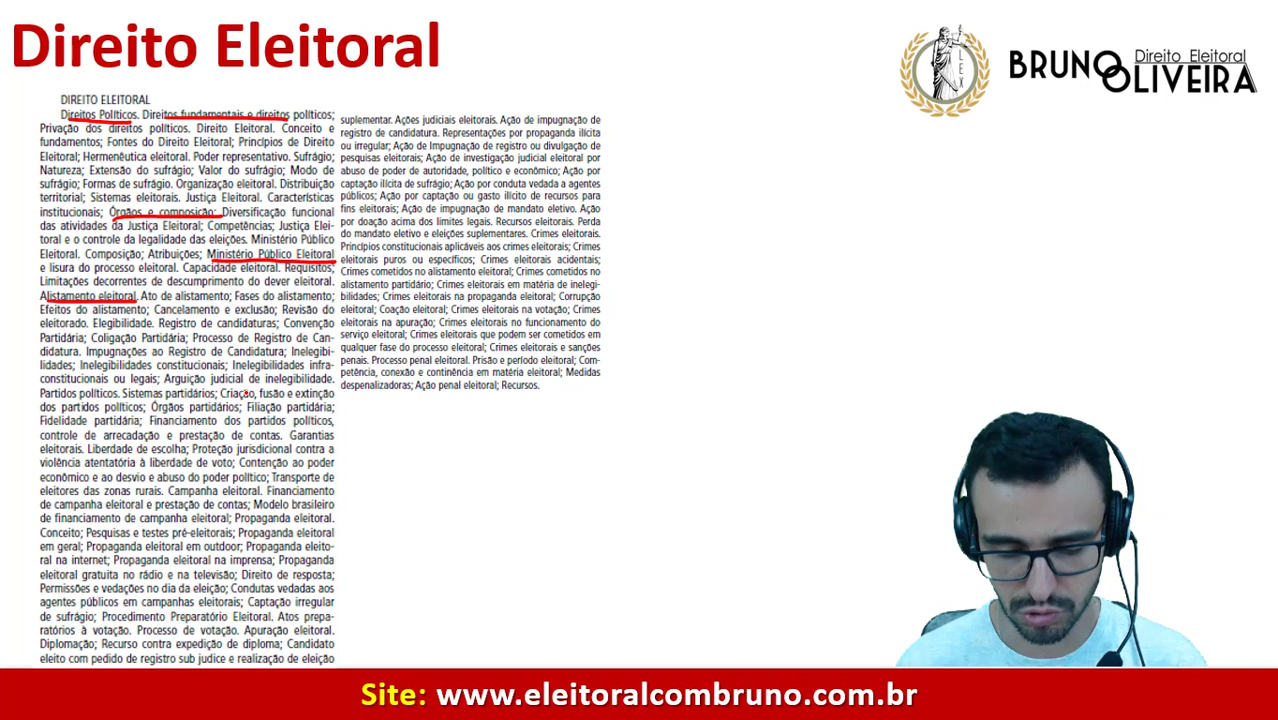 Direito Eleitoral
LEX
BRUNO
Direito Eleitoral
OLIVEIRA
DIREITO ELEITORAL
Direitos Políticos. Direitos fundamentais e direitos políticos;
Privação dos direitos políticos. Direito Eleitoral. Conceito e
fundamentos; Fontes do Direito Eleitoral; Princípios de Direito
Eleitoral; Hermenêutica eleitoral. Poder representativo. Sufrágio;
Natureza; Extensão do sufrágio; Valor do sufrágio; Modo de
sufrágio; Formas de sufrágio. Organização eleitoral. Distribuição
territorial; Sistemas eleitorais. Justiça Eleitoral. Características
institucionais; Órgãos e composição; Diversificação funcional
das atividades da Justiça Eleitoral; Competências; Justiça Elei-
toral e o controle da legalidade das eleições. Ministério Público
Eleitoral. Composição; Atribuições; Ministério Público Eleitoral
e lisura do processo eleitoral. Capacidade eleitoral. Requisitos;
Limitações decorrentes de descumprimento do dever eleitoral.
Alistamento eleitoral. Ato de alistamento; Fases do alistamento;
Efeitos do alistamento; Cancelamento e exclusão; Revisão do
eleitorado. Elegibilidade. Registro de candidaturas; Convenção
Partidária; Coligação Partidária; Processo de Registro de Can-
didatura. Impugnações ao Registro de Candidatura; Inelegibi-
lidades; Inelegibilidades constitucionais; Inelegibilidades infra-
constitucionais ou legais; Arguição judicial de inelegibilidade.
Partidos políticos. Sistemas partidários; Criação, fusão e extinção
dos partidos políticos; Órgãos partidários; Filiação partidária;
Fidelidade partidária; Financiamento dos partidos políticos,
controle de arrecadação e prestação de contas. Garantias
eleitorais. Liberdade de escolha; Proteção jurisdicional contra a
violência atentatória à liberdade de voto; Contenção ao poder
econômico e ao desvio e abuso do poder político; Transporte de
eleitores das zonas rurais. Campanha eleitoral. Financiamento
de campanha eleitoral e prestação de contas; Modelo brasileiro
de financiamento de campanha eleitoral; Propaganda eleitoral.
Conceito; Pesquisas e testes pré-eleitorais; Propaganda eleitoral
em geral; Propaganda eleitoral em outdoor; Propaganda eleito-
ral na internet; Propaganda eleitoral na imprensa; Propaganda
eleitoral gratuita no rádio e na televisão; Direito de resposta;
Permissões e vedações no dia da eleição; Condutas vedadas aos
agentes públicos em campanhas eleitorais; Captação irregular
de sufrágio; Procedimento Preparatório Eleitoral. Atos prepa-
ratórios à votação. Processo de votação. Apuração eleitoral.
Diplomação; Recurso contra expedição de diploma; Candidato
eleito com pedido de registro sub judice e realização de eleição
suplementar. Ações judiciais eleitorais. Ação de impugnação de
registro de candidatura. Representações por propaganda ilícita
ou irregular; Ação de Impugnação de registro ou divulgação de
pesquisas eleitorais; Ação de investigação judicial eleitoral por
abuso de poder de autoridade, político e econômico; Ação por
captação ilícita de sufrágio; Ação por conduta vedada a agentes
públicos; Ação por captação ou gasto ilícito de recursos para
fins eleitorais; Ação de impugnação de mandato eletivo. Ação
por doação acima dos limites legais. Recursos eleitorais. Perda
do mandato eletivo e eleições suplementares. Crimes eleitorais.
Princípios constitucionais aplicáveis aos crimes eleitorais; Crimes
eleitorais puros ou específicos; Crimes eleitorais acidentais;
Crimes cometidos no alistamento eleitoral; Crimes cometidos no
alistamento partidário; Crimes eleitorais em matéria de inelegi-
bilidades; Crimes eleitorais na propaganda eleitoral; Corrupção
eleitoral; Coação eleitoral; Crimes eleitorais na votação; Crimes
eleitorais na apuração; Crimes eleitorais no funcionamento do
serviço eleitoral; Crimes eleitorais que podem ser cometidos em
qualquer fase do processo eleitoral; Crimes eleitorais e sanções
penais. Processo penal eleitoral. Prisão e período eleitoral; Com-
petência, conexão e continência em matéria eleitoral; Medidas
despenalizadoras; Ação penal eleitoral; Recursos.
Site: www.eleitoralcombruno.com.br